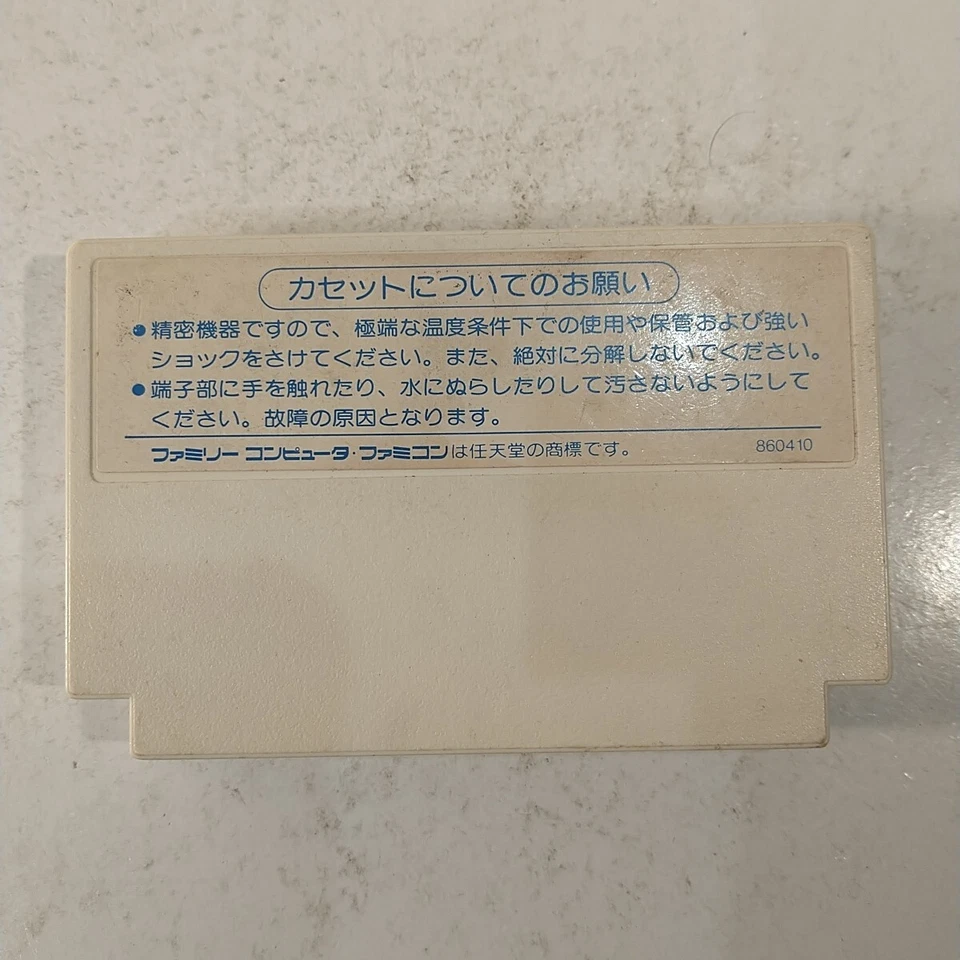 カセットについてのお願い
●精密機器ですので、極端な温度条件下での使用や保管および強い
ショックをさけてください。また、絶対に分解しないでください。
●端子部に手を触れたり、水にぬらしたりして汚さないようにして
ください。故障の原因となります。
ファミリー コンピュータ・ファミコンは任天堂の商標です。 860410